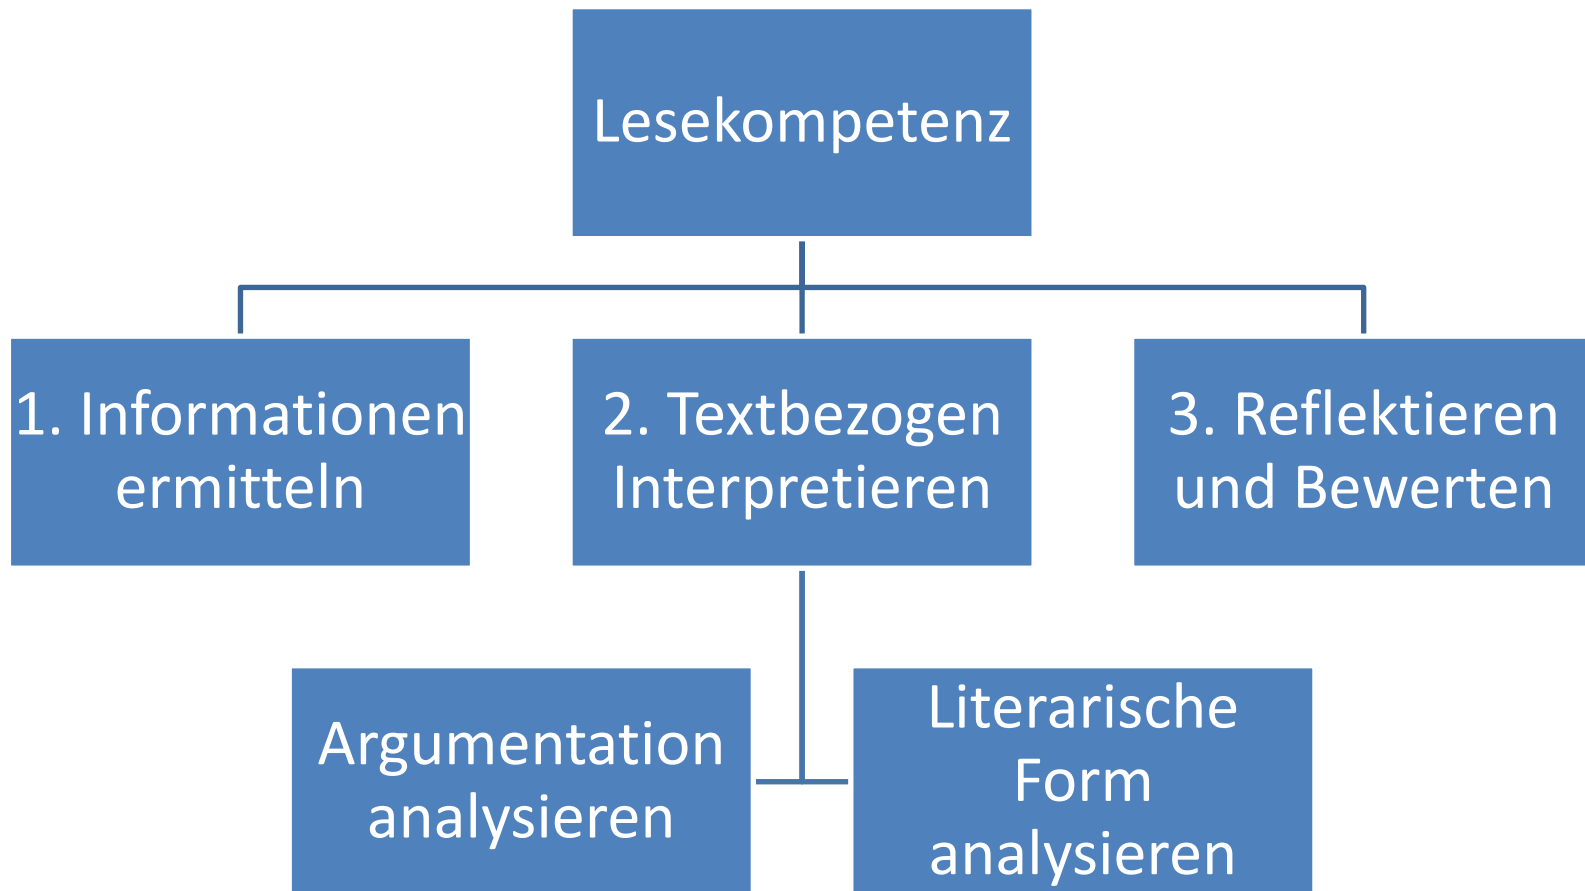 Lesekompetenz
1. Informationen
ermitteln
2. Textbezogen
Interpretieren
3. Reflektieren
und Bewerten
Argumentation
analysieren
Literarische
Form
analysieren